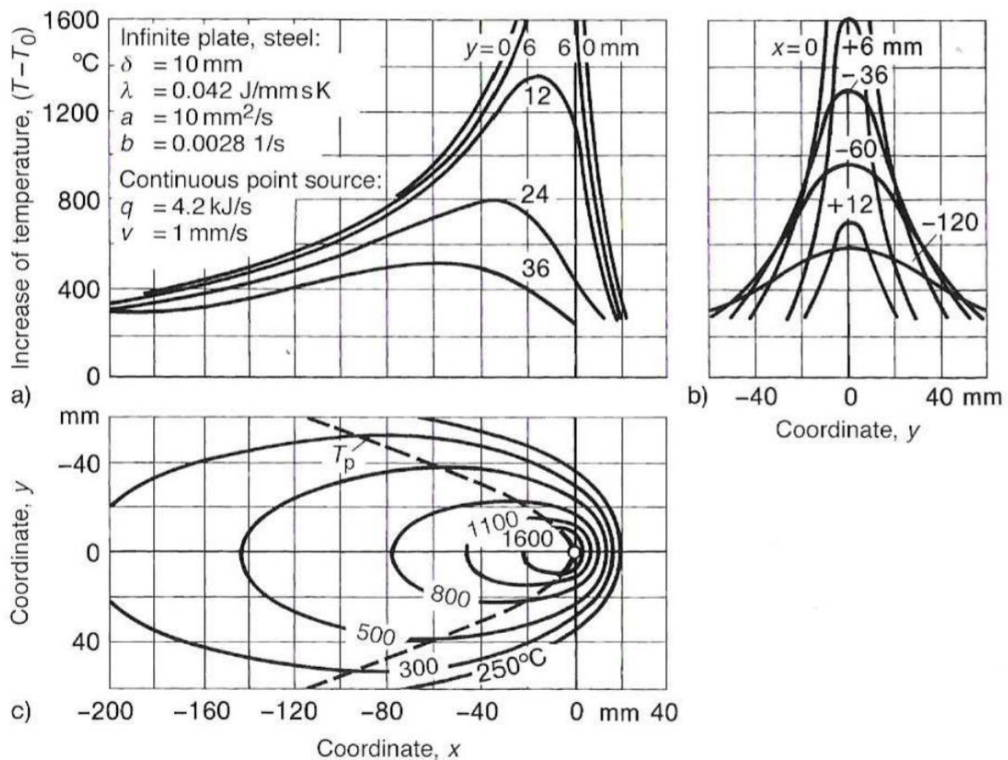 Increase of temperature, (T−T₀)
°C
1600
1200
800
400
0
Infinite plate, steel:
δ = 10 mm
λ = 0.042 J/mm s K
a = 10 mm²/s
b = 0.0028 1/s
Continuous point source:
q = 4.2 kJ/s
v = 1 mm/s
y=0 6 6 0 mm
12
24
36
a)
x=0 +6 mm
−36
−60
+12
−120
b) −40 0 40 mm
Coordinate, y
mm
−40
0
40
Coordinate, y
Tp
1100
1600
800
500
300
250°C
c) −200 −160 −120 −80 −40 0 mm 40
Coordinate, x